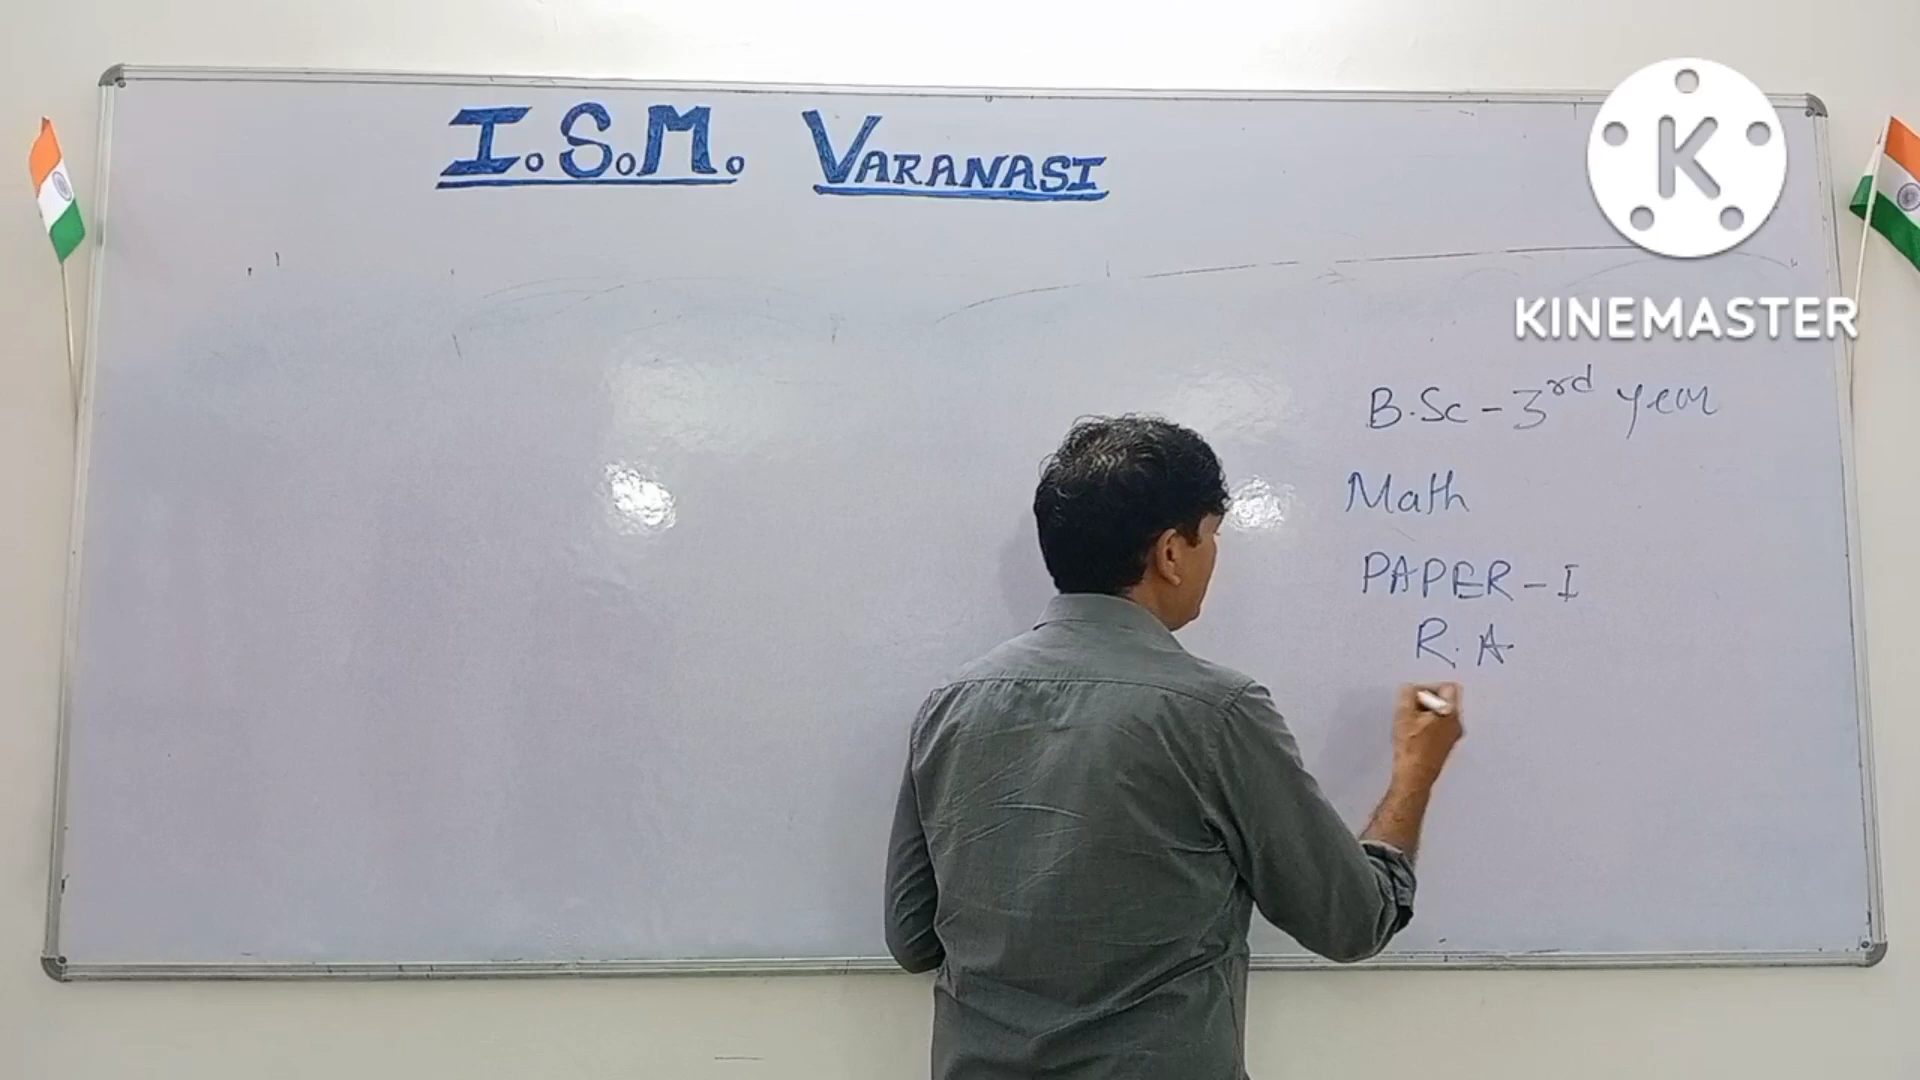 I.S.M. VARANASI
K
KINEMASTER
B.Sc - 3rd year
Math
PAPER - I
R.A.